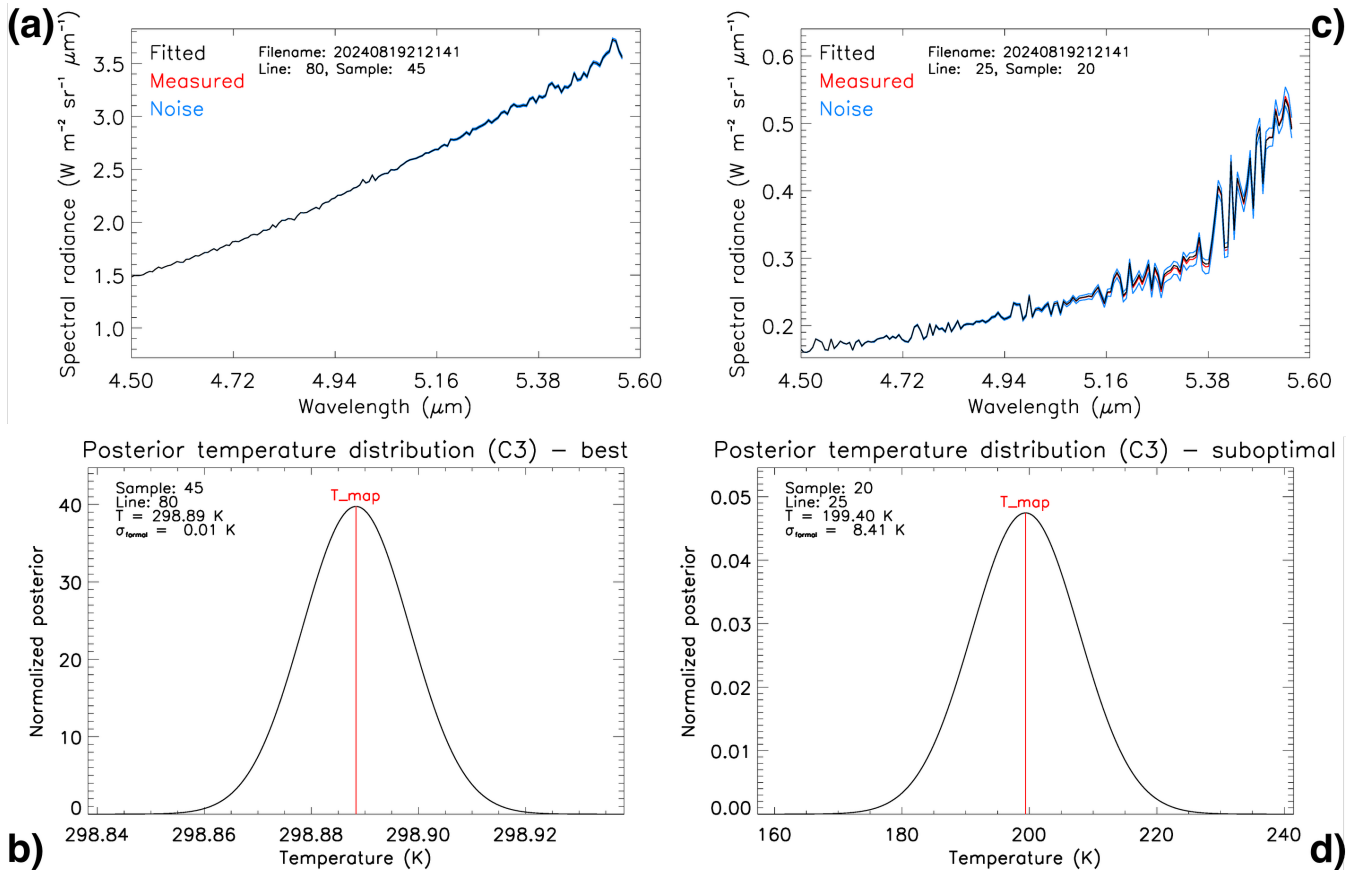 (a)
Fitted
Measured
Noise
Filename: 20240819212141
Line: 80, Sample: 45
Spectral radiance (W m⁻² sr⁻¹ μm⁻¹)
3.5
3.0
2.5
2.0
1.5
1.0
4.50 4.72 4.94 5.16 5.38 5.60
Wavelength (μm)
c)
Fitted
Measured
Noise
Filename: 20240819212141
Line: 25, Sample: 20
Spectral radiance (W m⁻² sr⁻¹ μm⁻¹)
0.6
0.5
0.4
0.3
0.2
4.50 4.72 4.94 5.16 5.38 5.60
Wavelength (μm)
Posterior temperature distribution (C3) – best
Sample: 45
Line: 80
T = 298.89 K
σformal = 0.01 K
T_map
Normalized posterior
40
30
20
10
0
298.84 298.86 298.88 298.90 298.92
Temperature (K)
b)
Posterior temperature distribution (C3) – suboptimal
Sample: 20
Line: 25
T = 199.40 K
σformal = 8.41 K
T_map
Normalized posterior
0.05
0.04
0.03
0.02
0.01
0.00
160 180 200 220 240
Temperature (K)
d)